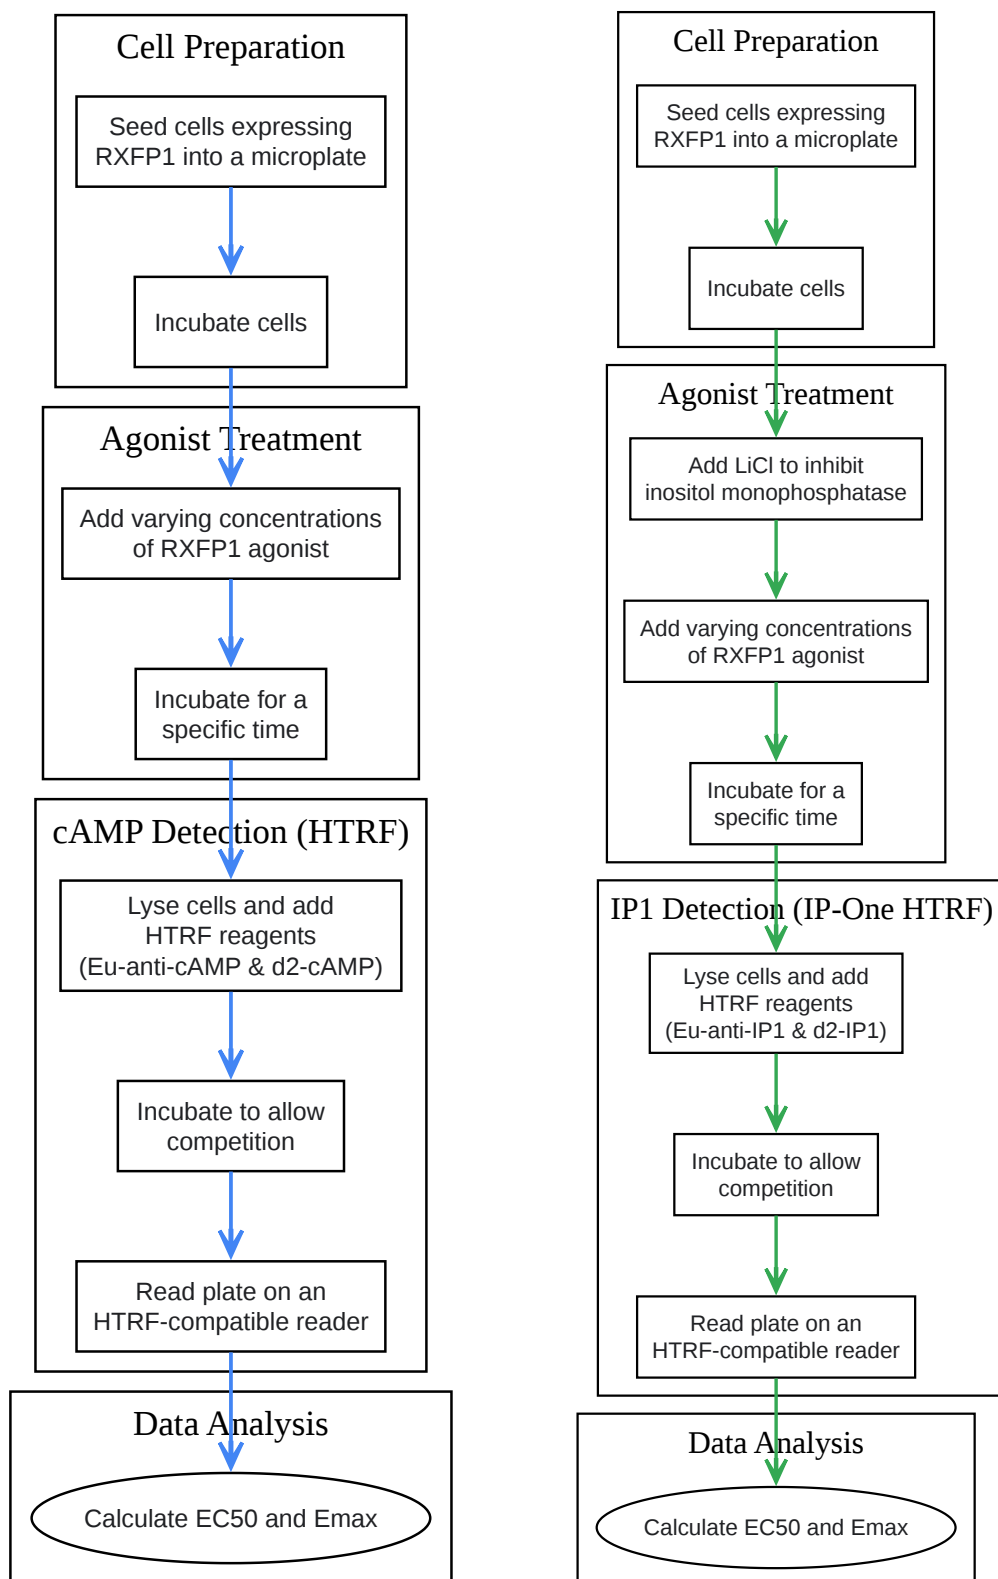 Cell Preparation
Seed cells expressing
RXFP1 into a microplate
Incubate cells
Agonist Treatment
Add varying concentrations
of RXFP1 agonist
Incubate for a
specific time
cAMP Detection (HTRF)
Lyse cells and add
HTRF reagents
(Eu-anti-cAMP & d2-cAMP)
Incubate to allow
competition
Read plate on an
HTRF-compatible reader
Data Analysis
Calculate EC50 and Emax
Cell Preparation
Seed cells expressing
RXFP1 into a microplate
Incubate cells
Agonist Treatment
Add LiCl to inhibit
inositol monophosphatase
Add varying concentrations
of RXFP1 agonist
Incubate for a
specific time
IP1 Detection (IP-One HTRF)
Lyse cells and add
HTRF reagents
(Eu-anti-IP1 & d2-IP1)
Incubate to allow
competition
Read plate on an
HTRF-compatible reader
Data Analysis
Calculate EC50 and Emax